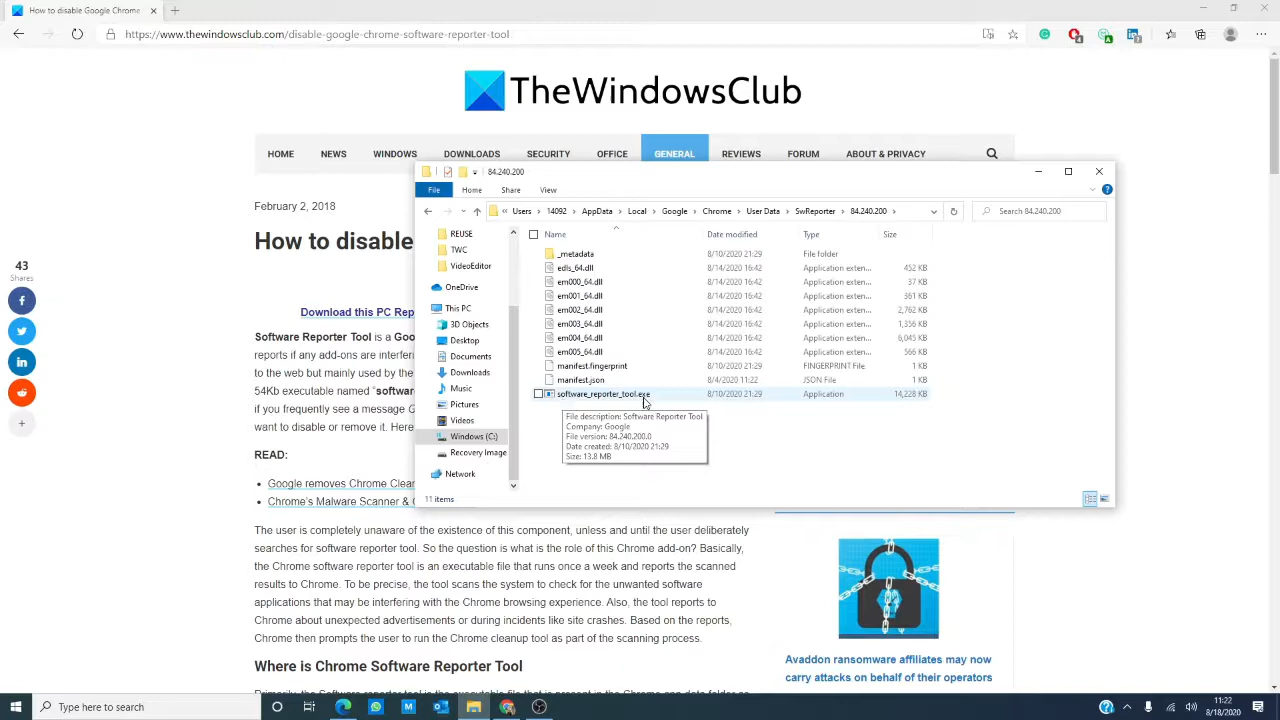 How to disable Google Chrome
https://www.thewindowsclub.com/disable-google-chrome-software-reporter-tool
TheWindowsClub
HOME NEWS WINDOWS DOWNLOADS SECURITY OFFICE GENERAL REVIEWS FORUM ABOUT & PRIVACY
84.240.200
File Home Share View
Users 14092 AppData Local Google Chrome User Data SwReporter 84.240.200
Search 84.240.200
REUSE
TWC
VideoEditor
OneDrive
This PC
3D Objects
Desktop
Documents
Downloads
Music
Pictures
Videos
Windows (C:)
Recovery Image
Network
Name Date modified Type Size
_metadata 8/10/2020 21:29 File folder
edls_64.dll 8/14/2020 16:42 Application exten... 452 KB
em000_64.dll 8/14/2020 16:42 Application exten... 37 KB
em001_64.dll 8/14/2020 16:42 Application exten... 361 KB
em002_64.dll 8/14/2020 16:42 Application exten... 2,762 KB
em003_64.dll 8/14/2020 16:42 Application exten... 1,356 KB
em004_64.dll 8/14/2020 16:42 Application exten... 6,045 KB
em005_64.dll 8/14/2020 16:42 Application exten... 566 KB
manifest.fingerprint 8/10/2020 21:29 FINGERPRINT File 1 KB
manifest.json 8/4/2020 11:22 JSON File 1 KB
software_reporter_tool.exe 8/10/2020 21:29 Application 14,228 KB
File description: Software Reporter Tool
Company: Google
File version: 84.240.200.0
Date created: 8/10/2020 21:29
Size: 13.8 MB
11 items
February 2, 2018
How to disable
43
Shares
Download this PC Rep
Software Reporter Tool is a Goo
reports if any add-ons are interferi
to the web but mainly used by the
54Kb executable named “softwar
if you frequently see a message G
want to disable or remove it. Here
READ:
Google removes Chrome Clean
Chrome's Malware Scanner &
The user is completely unaware of the existence of this component, unless and until the user deliberately
searches for software reporter tool. So the question is what is the role of this Chrome add-on? Basically,
the Chrome software reporter tool is an executable file that runs once a week and reports the scanned
results to Chrome. To be precise, the tool scans the system to check for the unwanted software
applications that may be interfering with the Chrome browsing experience. Also, the tool reports to
Chrome about unexpected advertisements or during incidents like site crashes. Based on the reports,
Chrome then prompts the user to run the Chrome cleanup tool as part of the scanning process.
Where is Chrome Software Reporter Tool
Avaddon ransomware affiliates may now
carry attacks on behalf of their operators
Type here to search
11:22
8/18/2020